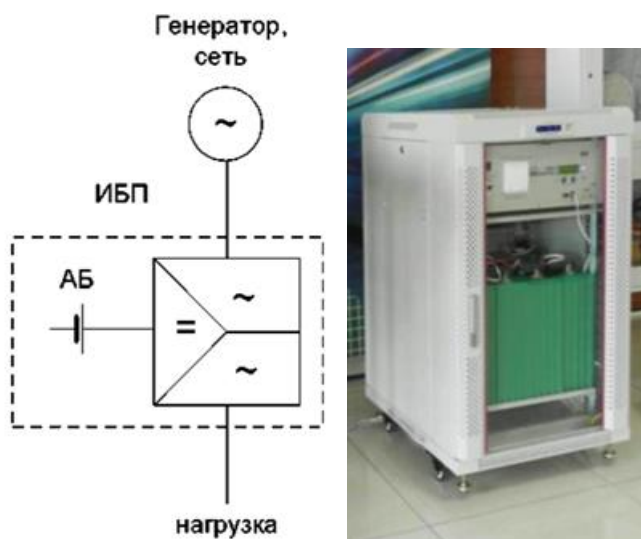 Генератор,
сеть
~
ИБП
АБ
~
=
~
нагрузка